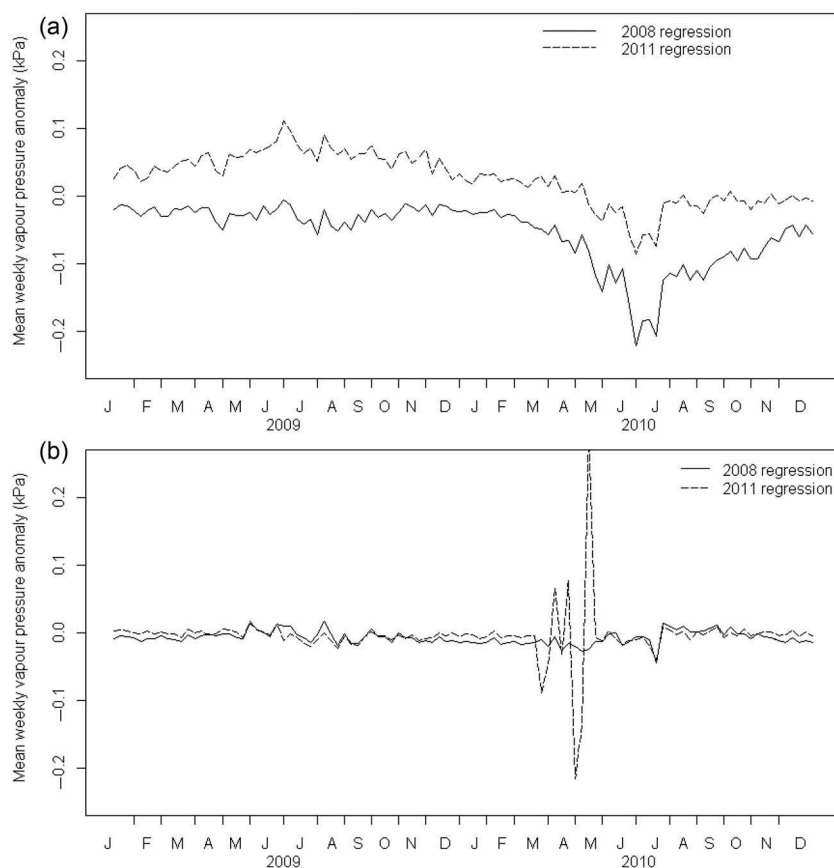 (a)
2008 regression
2011 regression
Mean weekly vapour pressure anomaly (kPa)
0.2
0.1
0.0
−0.1
−0.2
J F M A M J J A S O N D J F M A M J J A S O N D
2009 2010
(b)
2008 regression
2011 regression
Mean weekly vapour pressure anomaly (kPa)
0.2
0.1
0.0
−0.1
−0.2
J F M A M J J A S O N D J F M A M J J A S O N D
2009 2010